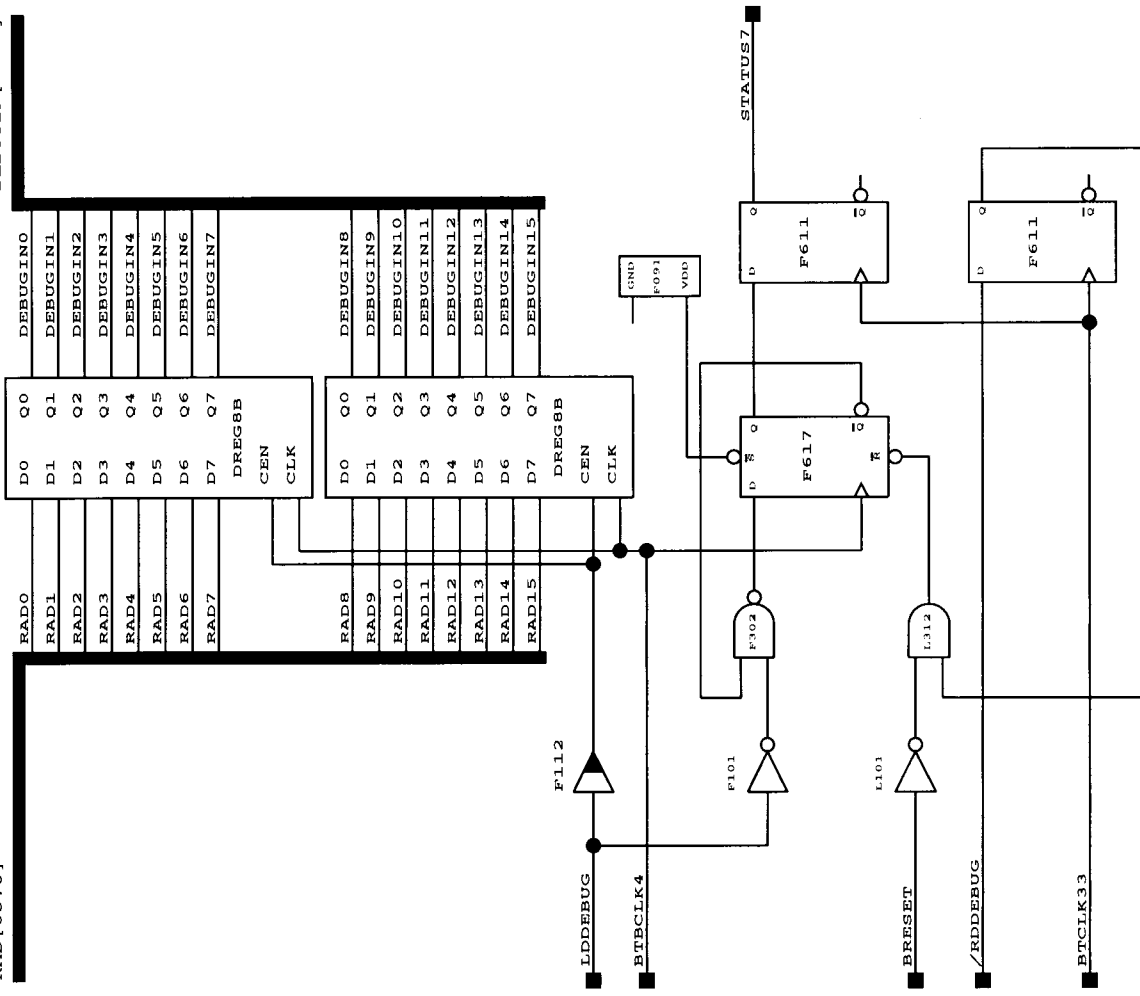 RAD0
RAD1
RAD2
RAD3
RAD4
RAD5
RAD6
RAD7
D0 Q0
D1 Q1
D2 Q2
D3 Q3
D4 Q4
D5 Q5
D6 Q6
D7 Q7
DREG8B
CEN
CLK
DEBUGIN0
DEBUGIN1
DEBUGIN2
DEBUGIN3
DEBUGIN4
DEBUGIN5
DEBUGIN6
DEBUGIN7
RAD8
RAD9
RAD10
RAD11
RAD12
RAD13
RAD14
RAD15
D0 Q0
D1 Q1
D2 Q2
D3 Q3
D4 Q4
D5 Q5
D6 Q6
D7 Q7
DREG8B
CEN
CLK
DEBUGIN8
DEBUGIN9
DEBUGIN10
DEBUGIN11
DEBUGIN12
DEBUGIN13
DEBUGIN14
DEBUGIN15
LDDEBUG
F112
BTBCLK4
GND
F091
VDD
F101
F302
D Q
S
F617
R
Q
D Q
F611
Q
STATUS7
BRESET
L101
L312
/RDDEBUG
BTCLK33
D Q
F611
Q